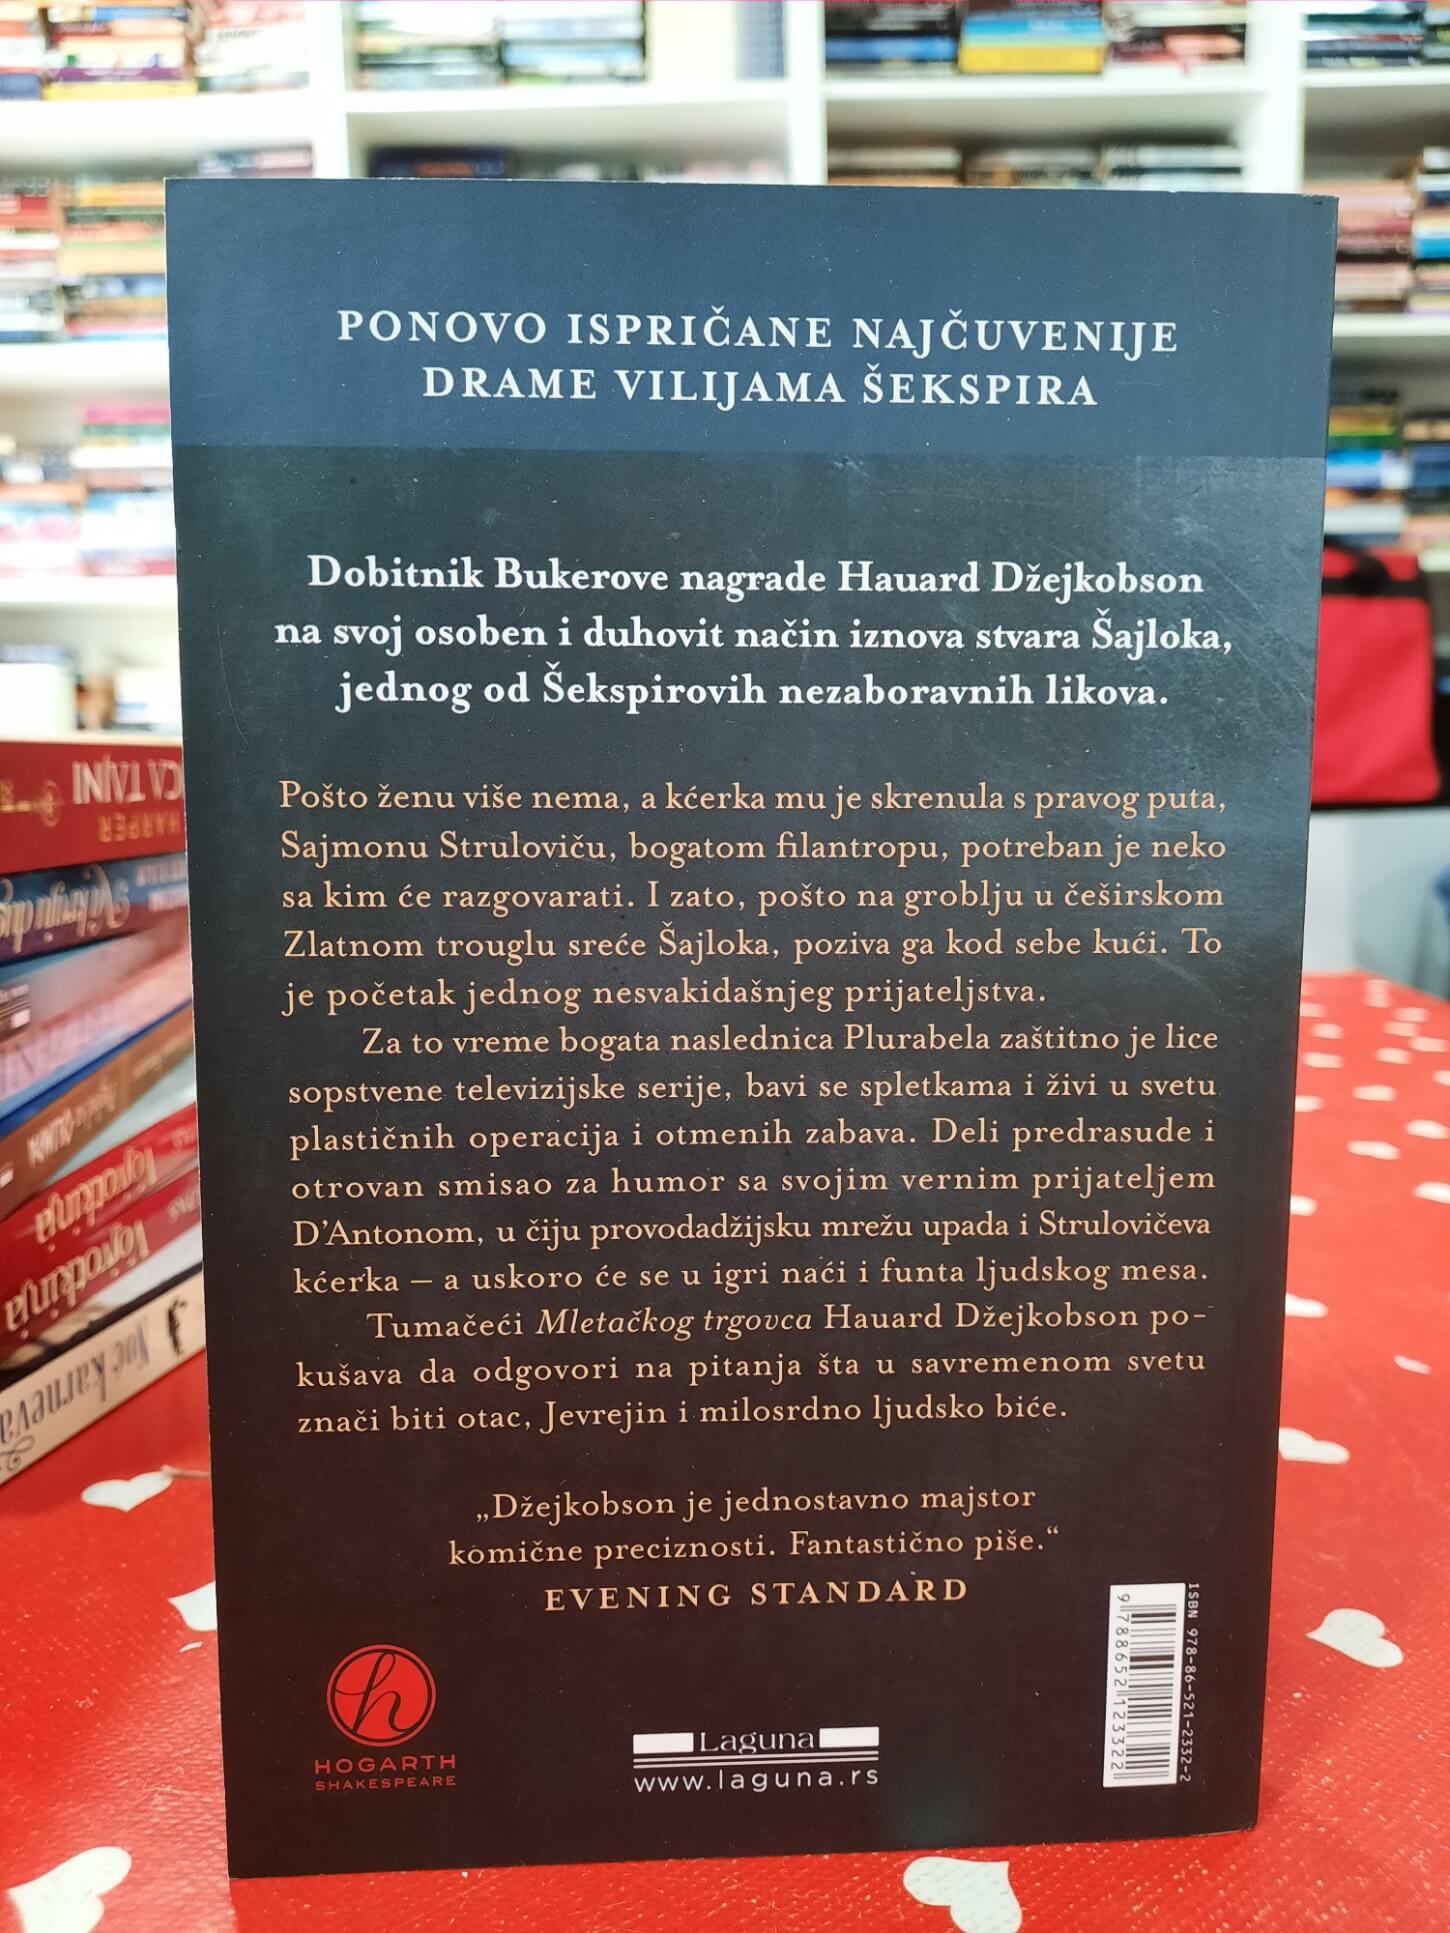 PONOVO ISPRIČANE NAJČUVENIJE
DRAME VILIJAMA ŠEKSPIRA
Dobitnik Bukerove nagrade Hauard Džejkobson
na svoj osoben i duhovit način iznova stvara Šajloka,
jednog od Šekspirovih nezaboravnih likova.
Pošto ženu više nema, a kćerka mu je skrenula s pravog puta,
Sajmonu Struloviču, bogatom filantropu, potreban je neko
sa kim će razgovarati. I zato, pošto na groblju u češirskom
Zlatnom trouglu sreće Šajloka, poziva ga kod sebe kući. To
je početak jednog nesvakidašnjeg prijateljstva.
Za to vreme bogata naslednica Plurabela zaštitno je lice
sopstvene televizijske serije, bavi se spletkama i živi u svetu
plastičnih operacija i otmenih zabava. Deli predrasude i
otrovan smisao za humor sa svojim vernim prijateljem
D'Antonom, u čiju provodadžijsku mrežu upada i Strulovičeva
kćerka – a uskoro će se u igri naći i funta ljudskog mesa.
Tumačeći Mletačkog trgovca Hauard Džejkobson po-
kušava da odgovori na pitanja šta u savremenom svetu
znači biti otac, Jevrejin i milosrdno ljudsko biće.
„Džejkobson je jednostavno majstor
komične preciznosti. Fantastično piše.“
EVENING STANDARD
h
HOGARTH
SHAKESPEARE
Laguna
www.laguna.rs
ISBN 978-86-521-2332-2
9788652123322
TAJNI
HARPER
Torotkinja
Torotkinja